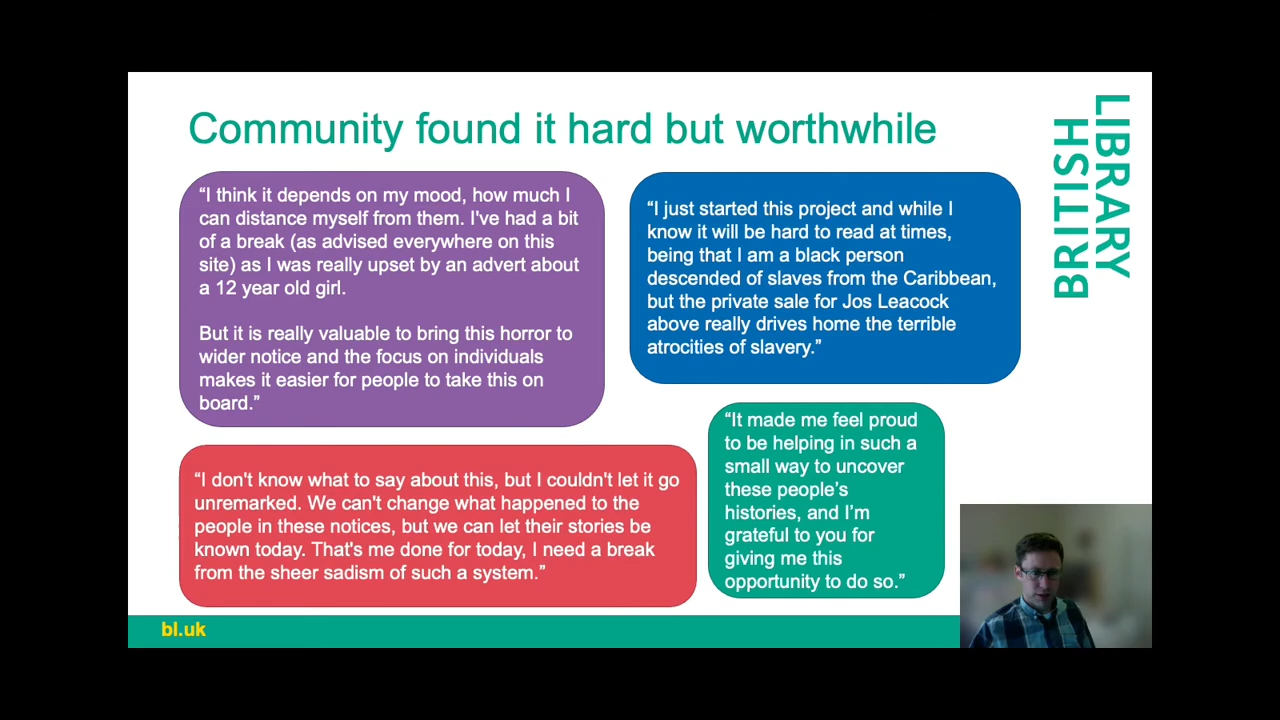 Community found it hard but worthwhile
BRITISH
LIBRARY
“I think it depends on my mood, how much I
can distance myself from them. I've had a bit
of a break (as advised everywhere on this
site) as I was really upset by an advert about
a 12 year old girl.
But it is really valuable to bring this horror to
wider notice and the focus on individuals
makes it easier for people to take this on
board.”
“I just started this project and while I
know it will be hard to read at times,
being that I am a black person
descended of slaves from the Caribbean,
but the private sale for Jos Leacock
above really drives home the terrible
atrocities of slavery.”
“I don't know what to say about this, but I couldn't let it go
unremarked. We can't change what happened to the
people in these notices, but we can let their stories be
known today. That's me done for today, I need a break
from the sheer sadism of such a system.”
“It made me feel proud
to be helping in such a
small way to uncover
these people’s
histories, and I’m
grateful to you for
giving me this
opportunity to do so.”
bl.uk